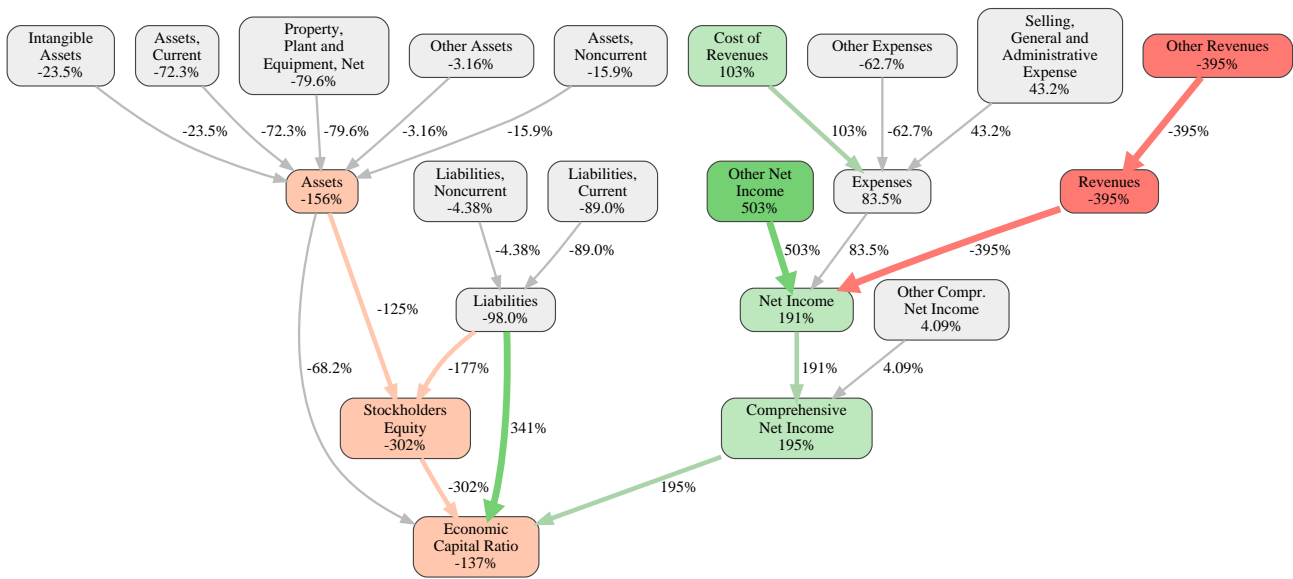 Intangible
Assets
-23.5%
Assets,
Current
-72.3%
Property,
Plant and
Equipment, Net
-79.6%
Other Assets
-3.16%
Assets,
Noncurrent
-15.9%
Cost of
Revenues
103%
Other Expenses
-62.7%
Selling,
General and
Administrative
Expense
43.2%
Other Revenues
-395%
-23.5%
-72.3%
-79.6%
-3.16%
-15.9%
103%
-62.7%
43.2%
-395%
Assets
-156%
Liabilities,
Noncurrent
-4.38%
Liabilities,
Current
-89.0%
Other Net
Income
503%
Expenses
83.5%
Revenues
-395%
-4.38%
-89.0%
503%
83.5%
-395%
-125%
Liabilities
-98.0%
Net Income
191%
Other Compr.
Net Income
4.09%
-68.2%
-177%
191%
4.09%
Stockholders
Equity
-302%
341%
Comprehensive
Net Income
195%
-302%
195%
Economic
Capital Ratio
-137%